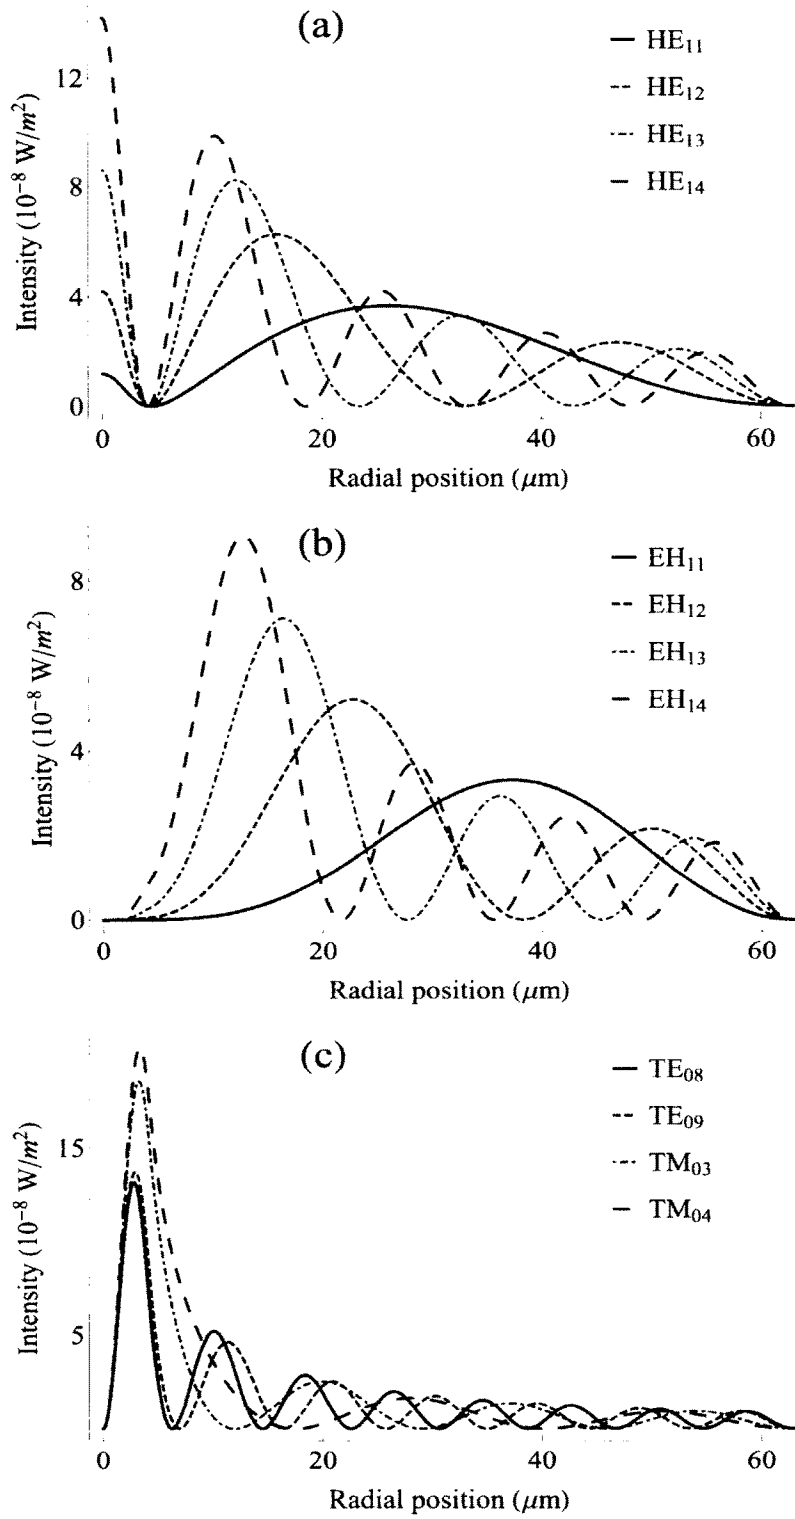 (a)
HE₁₁
HE₁₂
HE₁₃
HE₁₄
Intensity (10⁻⁸ W/m²)
12
8
4
0
0 20 40 60
Radial position (μm)
(b)
EH₁₁
EH₁₂
EH₁₃
EH₁₄
Intensity (10⁻⁸ W/m²)
8
4
0
0 20 40 60
Radial position (μm)
(c)
TE₀₈
TE₀₉
TM₀₃
TM₀₄
Intensity (10⁻⁸ W/m²)
15
5
0 20 40 60
Radial position (μm)